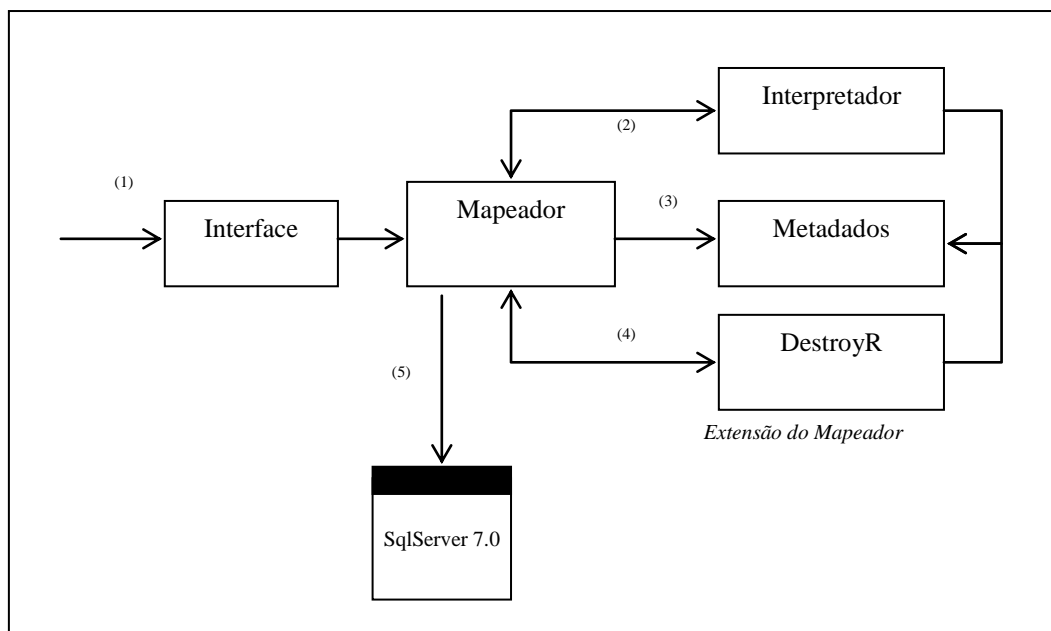 Interpretador
(2)
(1)
Mapeador
(3)
Interface
Metadados
(4)
DestroyR
(5)
Extensão do Mapeador
SqlServer 7.0